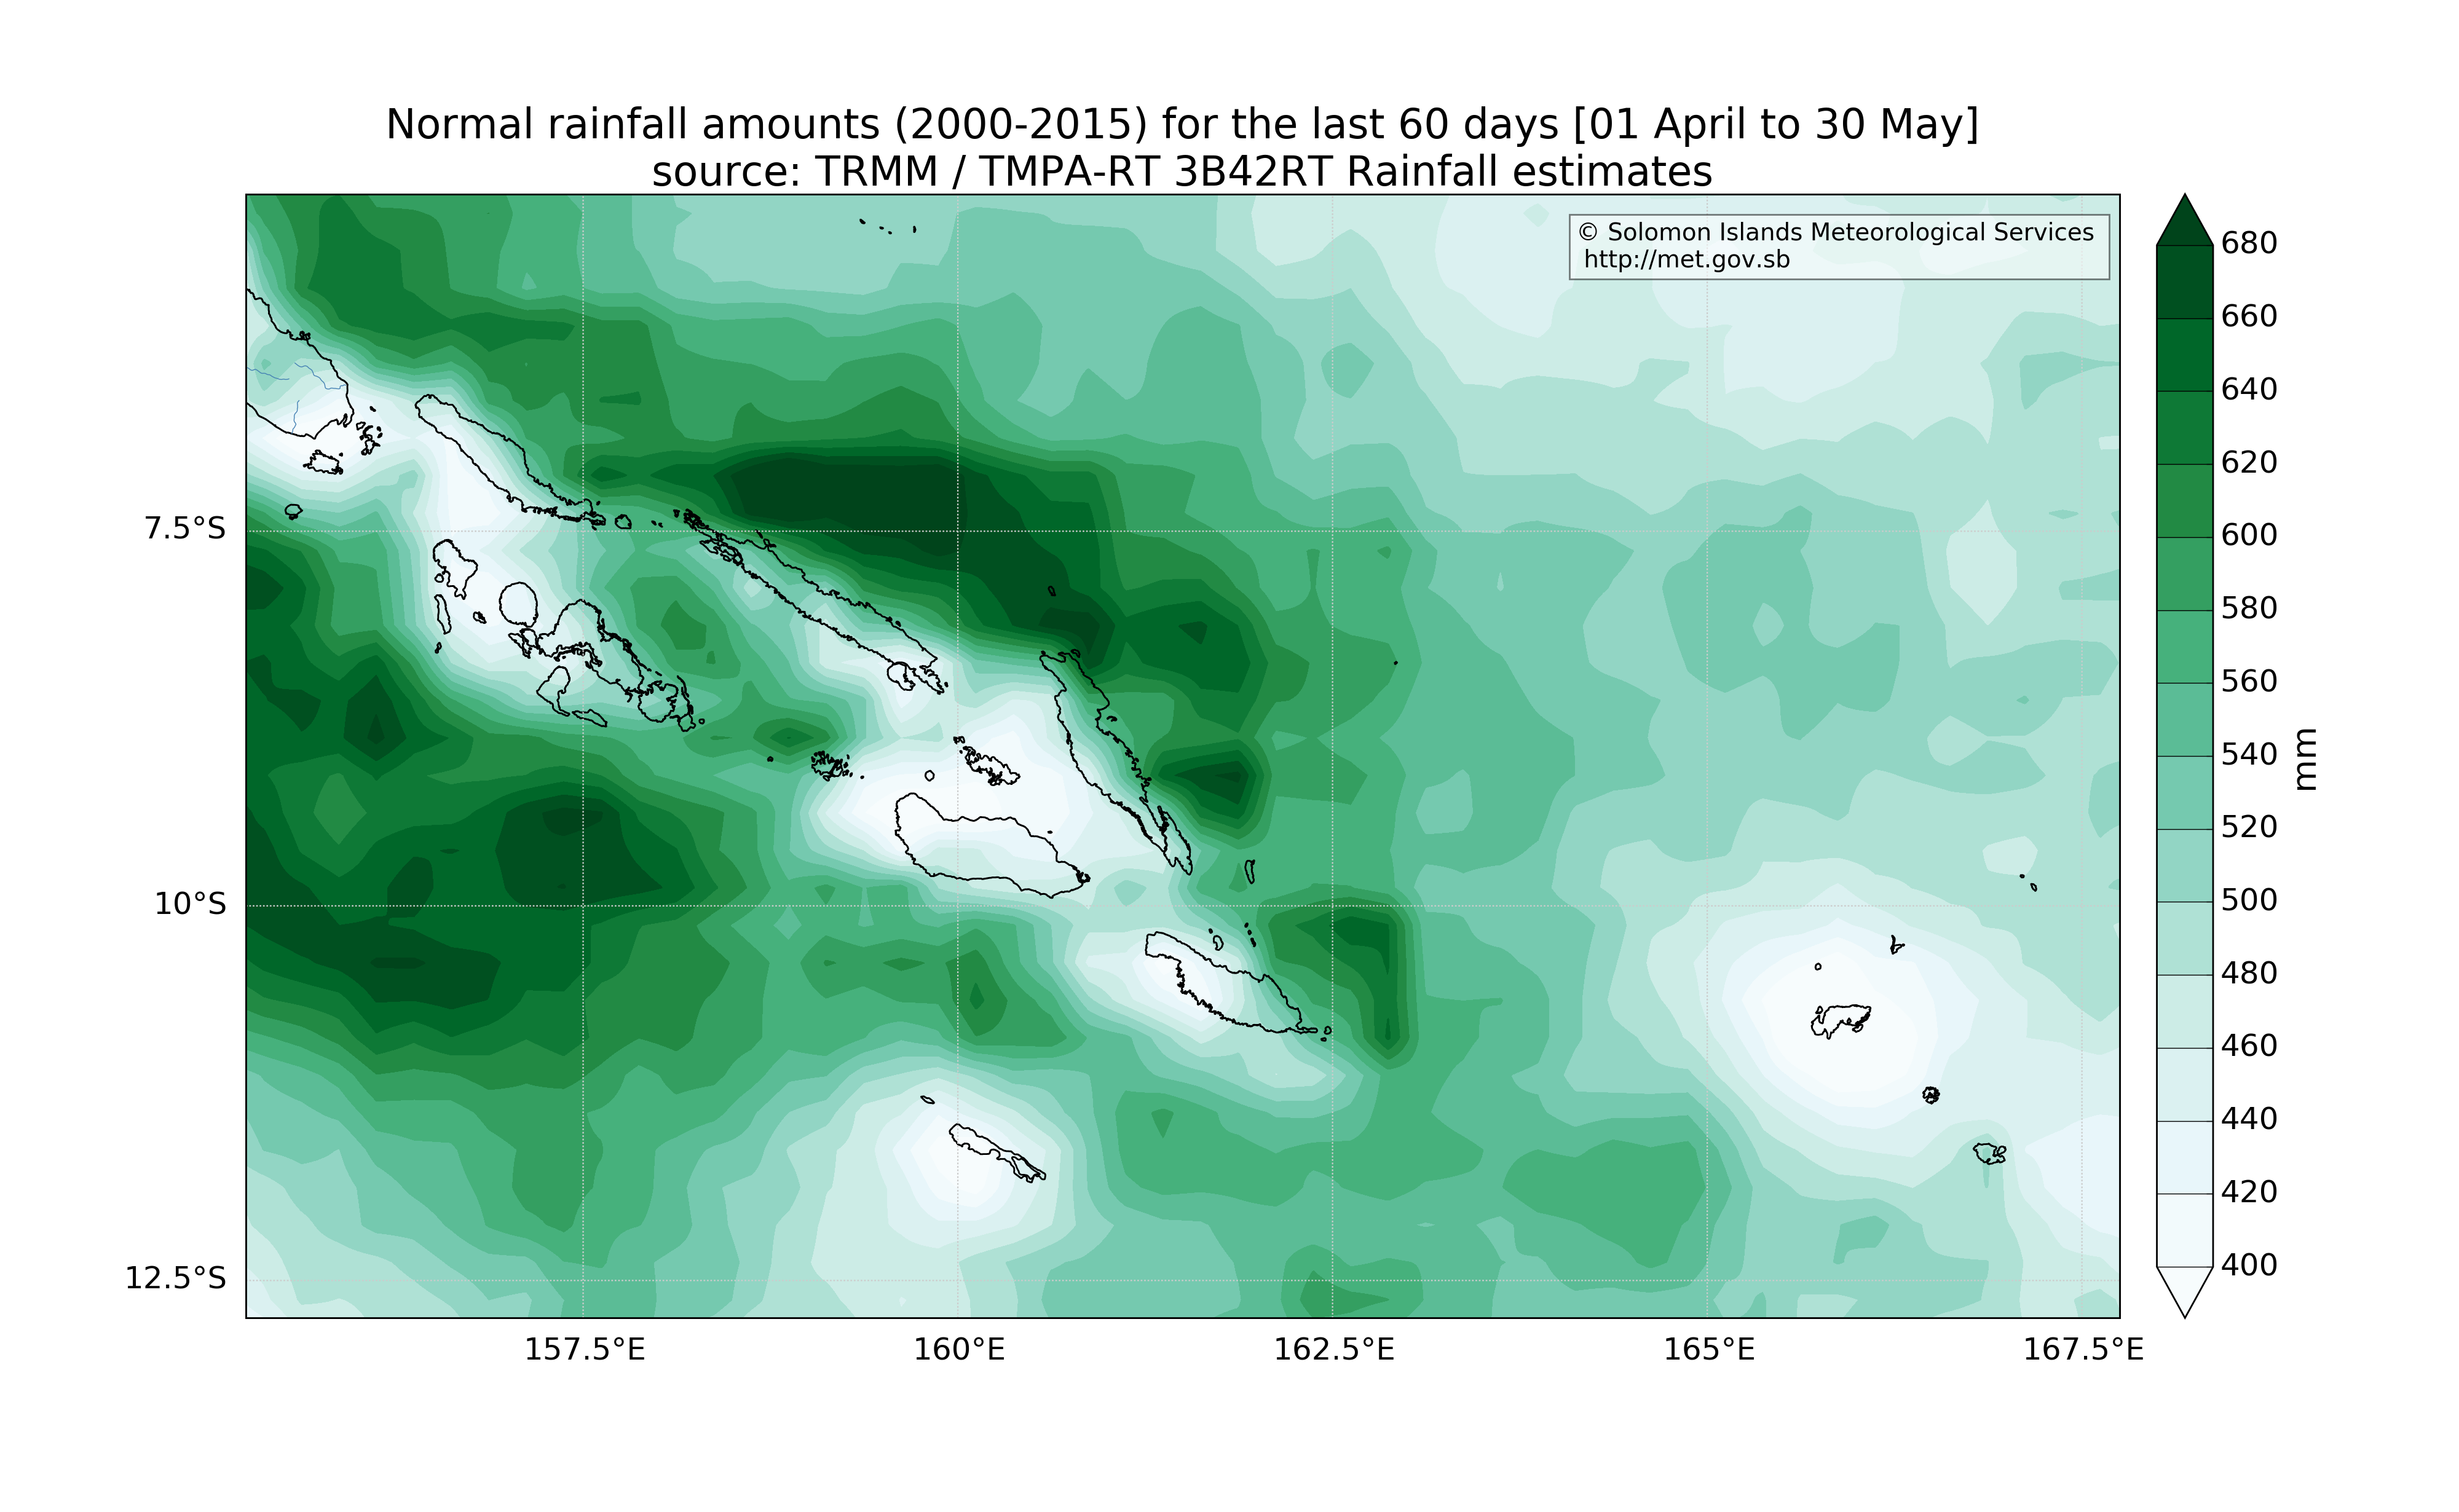 Normal rainfall amounts (2000-2015) for the last 60 days [01 April to 30 May]
source: TRMM / TMPA-RT 3B42RT Rainfall estimates
© Solomon Islands Meteorological Services
http://met.gov.sb
7.5°S
10°S
12.5°S
157.5°E
160°E
162.5°E
165°E
167.5°E
680
660
640
620
600
580
560
540
520
500
480
460
440
420
400
mm